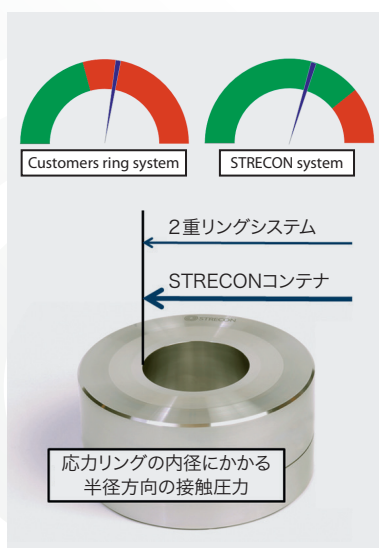 Customers ring system
STRECON system
2重リングシステム
STRECONコンテナ
STRECON
応力リングの内径にかかる
半径方向の接触圧力